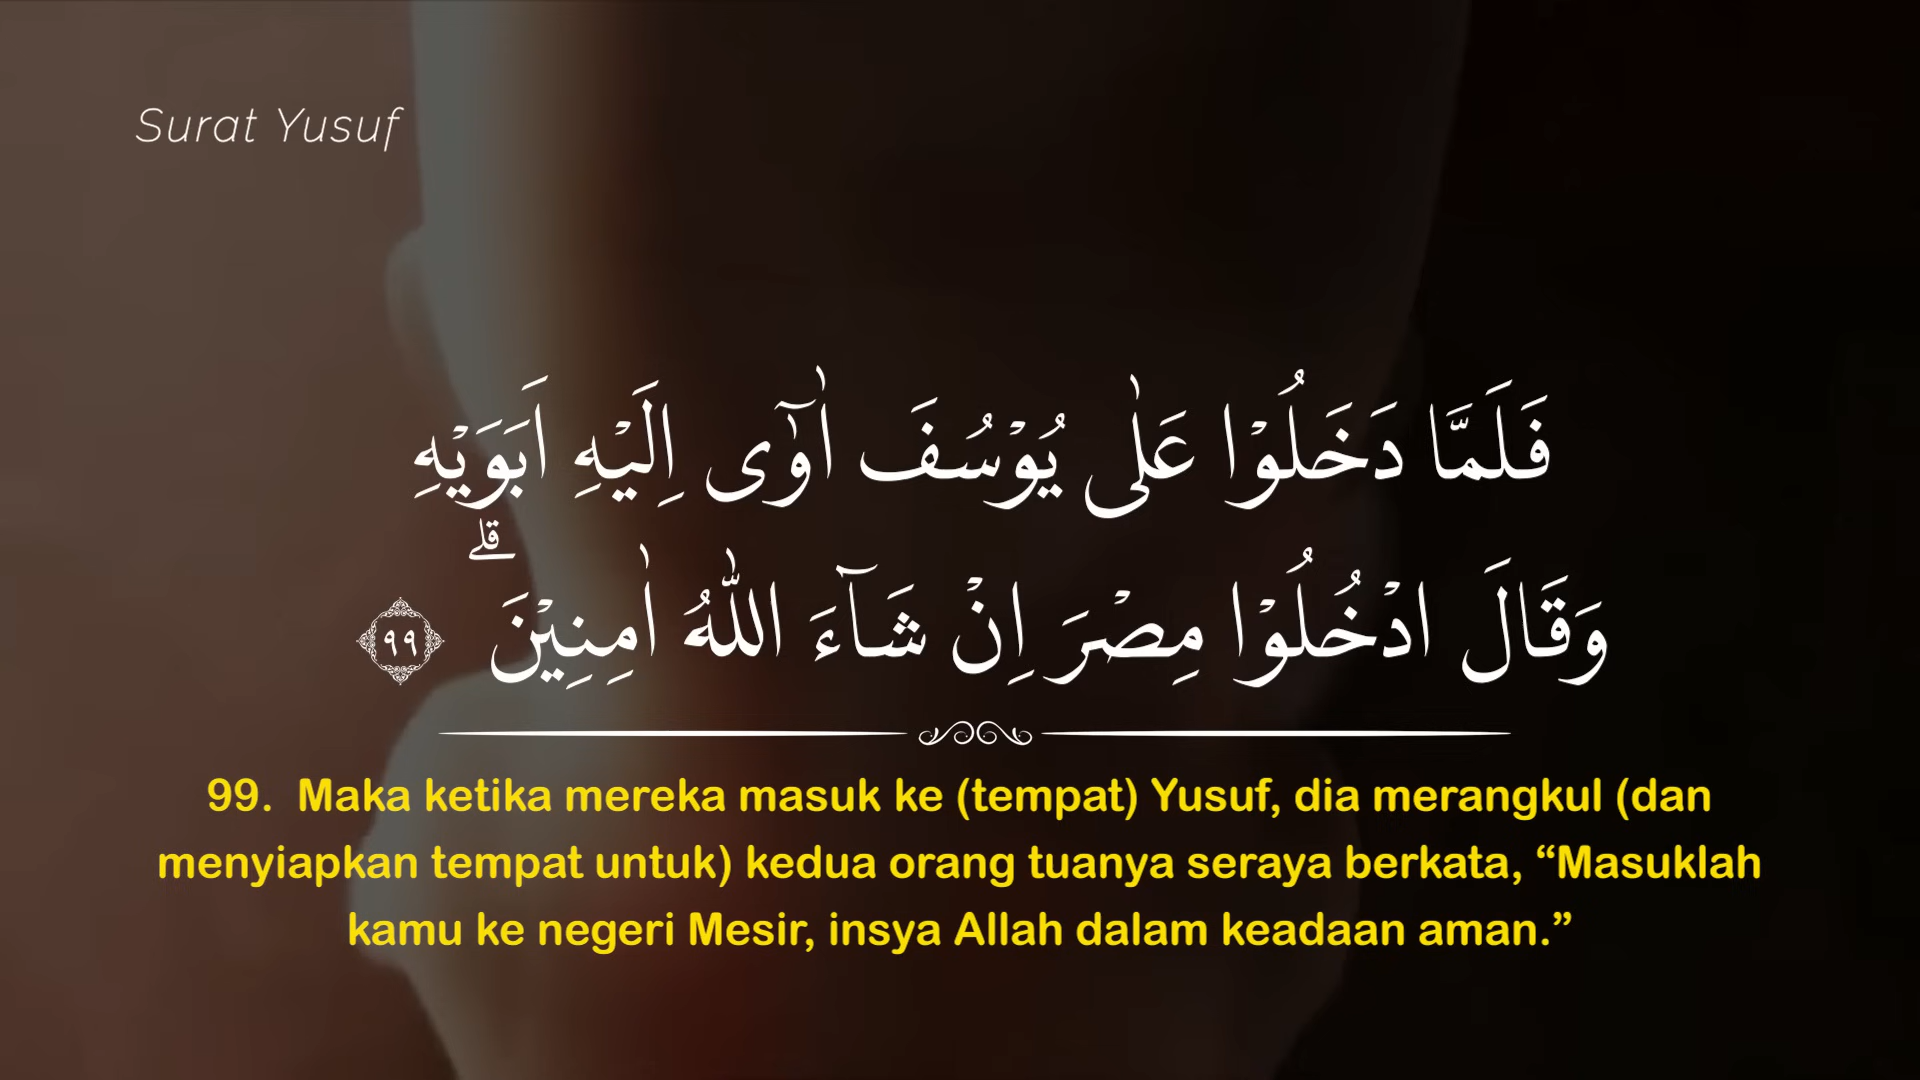 Surat Yusuf
فَلَمَّا دَخَلُوْا عَلٰى يُوْسُفَ اٰوٰٓى اِلَيْهِ اَبَوَيْهِ
وَقَالَ ادْخُلُوْا مِصْرَ اِنْ شَاۤءَ اللّٰهُ اٰمِنِيْنَ ۗ ٩٩
99. Maka ketika mereka masuk ke (tempat) Yusuf, dia merangkul (dan
menyiapkan tempat untuk) kedua orang tuanya seraya berkata, “Masuklah
kamu ke negeri Mesir, insya Allah dalam keadaan aman.”